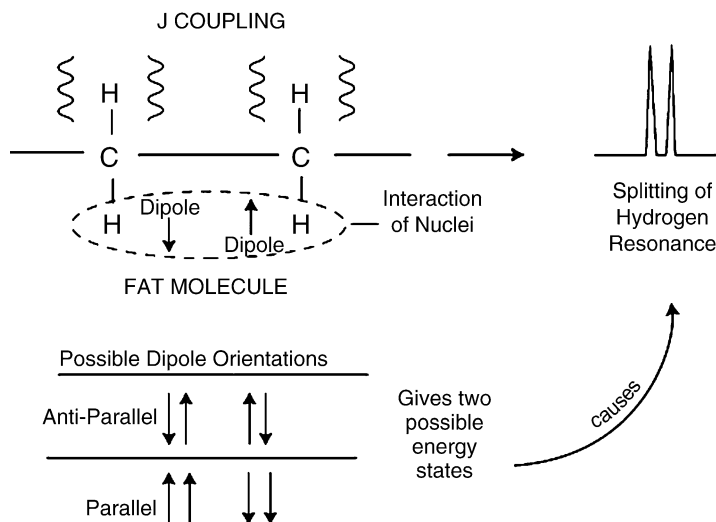 J COUPLING
H
H
C
C
H
Dipole
Dipole
H
Interaction
of Nuclei
FAT MOLECULE
Splitting of
Hydrogen
Resonance
Possible Dipole Orientations
Anti-Parallel
Parallel
Gives two
possible
energy
states
causes